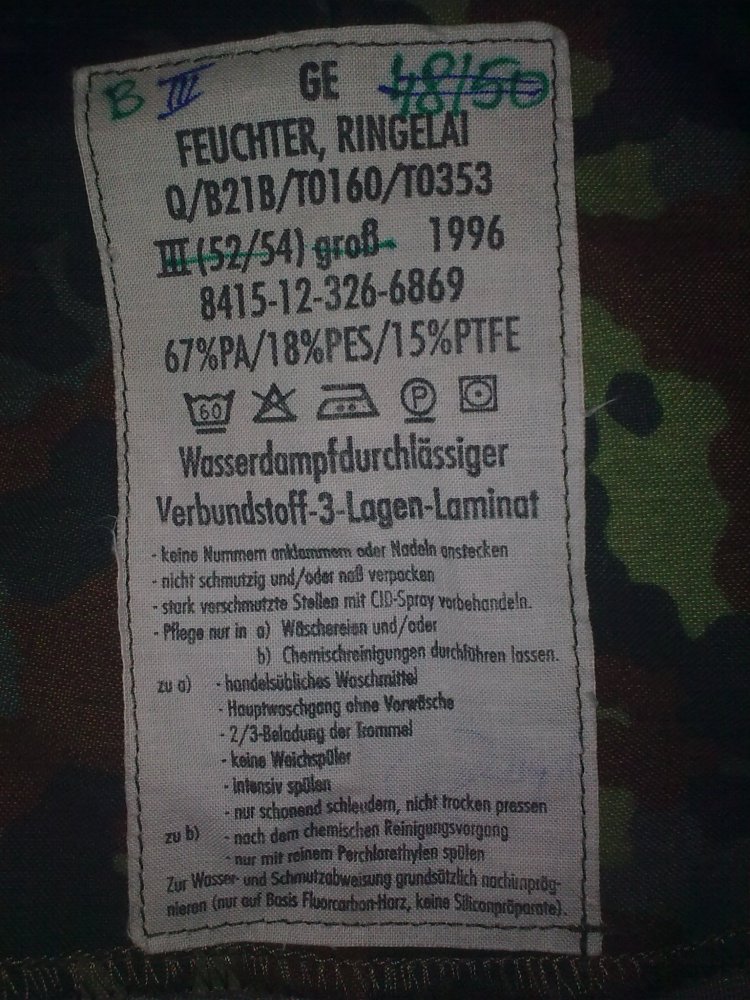 B III GE 48/50
FEUCHTER, RINGELAI
Q/B21B/T0160/T0353
III (52/54) groß 1996
8415-12-326-6869
67%PA/18%PES/15%PTFE
60 P
Wasserdampfdurchlässiger
Verbundstoff-3-Lagen-Laminat
- keine Nummern anklammern oder Nadeln anstecken
- nicht schmutzig und/oder naß verpacken
- stark verschmutzte Stellen mit CID-Spray vorbehandeln.
- Pflege nur in a) Wäschereien und/oder
b) Chemischreinigungen durchführen lassen.
zu a) - handelsübliches Waschmittel
- Hauptwaschgang ohne Vorwäsche
- 2/3-Beladung der Trommel
- keine Weichspüler
- intensiv spülen
- nur schonend schleudern, nicht trocken pressen
zu b) - nach dem chemischen Reinigungsvorgang
- nur mit reinem Perchlorethylen spülen
Zur Wasser- und Schmutzabweisung grundsätzlich nachimpräg-
nieren (nur auf Basis Fluorcarbon-Harz, keine Siliconpräparate).